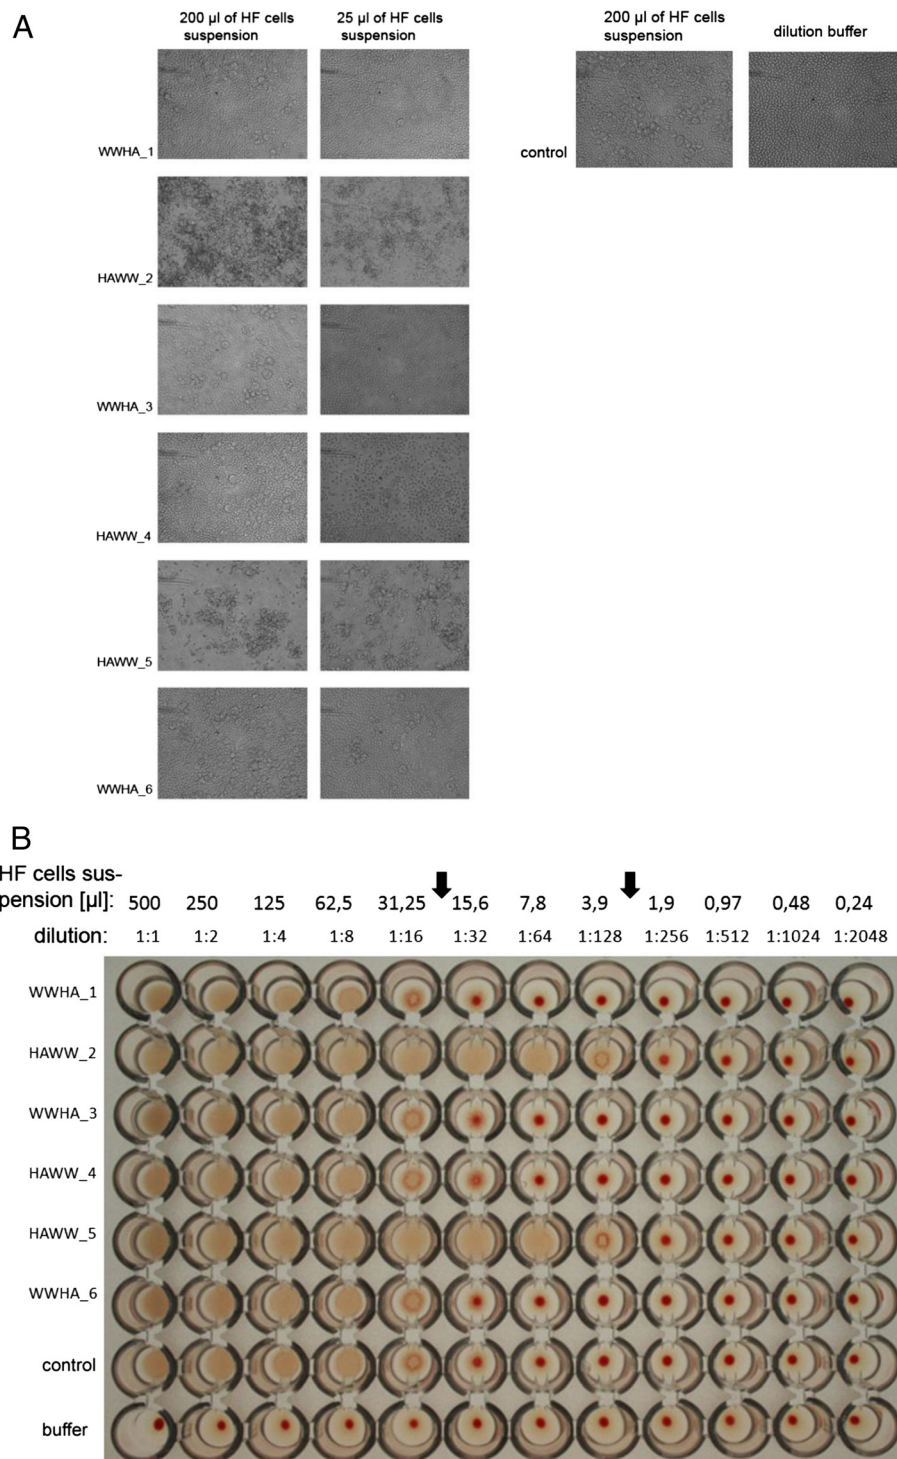 A
200 µl of HF cells
suspension
25 µl of HF cells
suspension
200 µl of HF cells
suspension
dilution buffer
WWHA_1
control
HAWW_2
WWHA_3
HAWW_4
HAWW_5
WWHA_6
B
HF cells sus-
pension [µl]: 500 250 125 62,5 31,25 15,6 7,8 3,9 1,9 0,97 0,48 0,24
dilution: 1:1 1:2 1:4 1:8 1:16 1:32 1:64 1:128 1:256 1:512 1:1024 1:2048
WWHA_1
HAWW_2
WWHA_3
HAWW_4
HAWW_5
WWHA_6
control
buffer